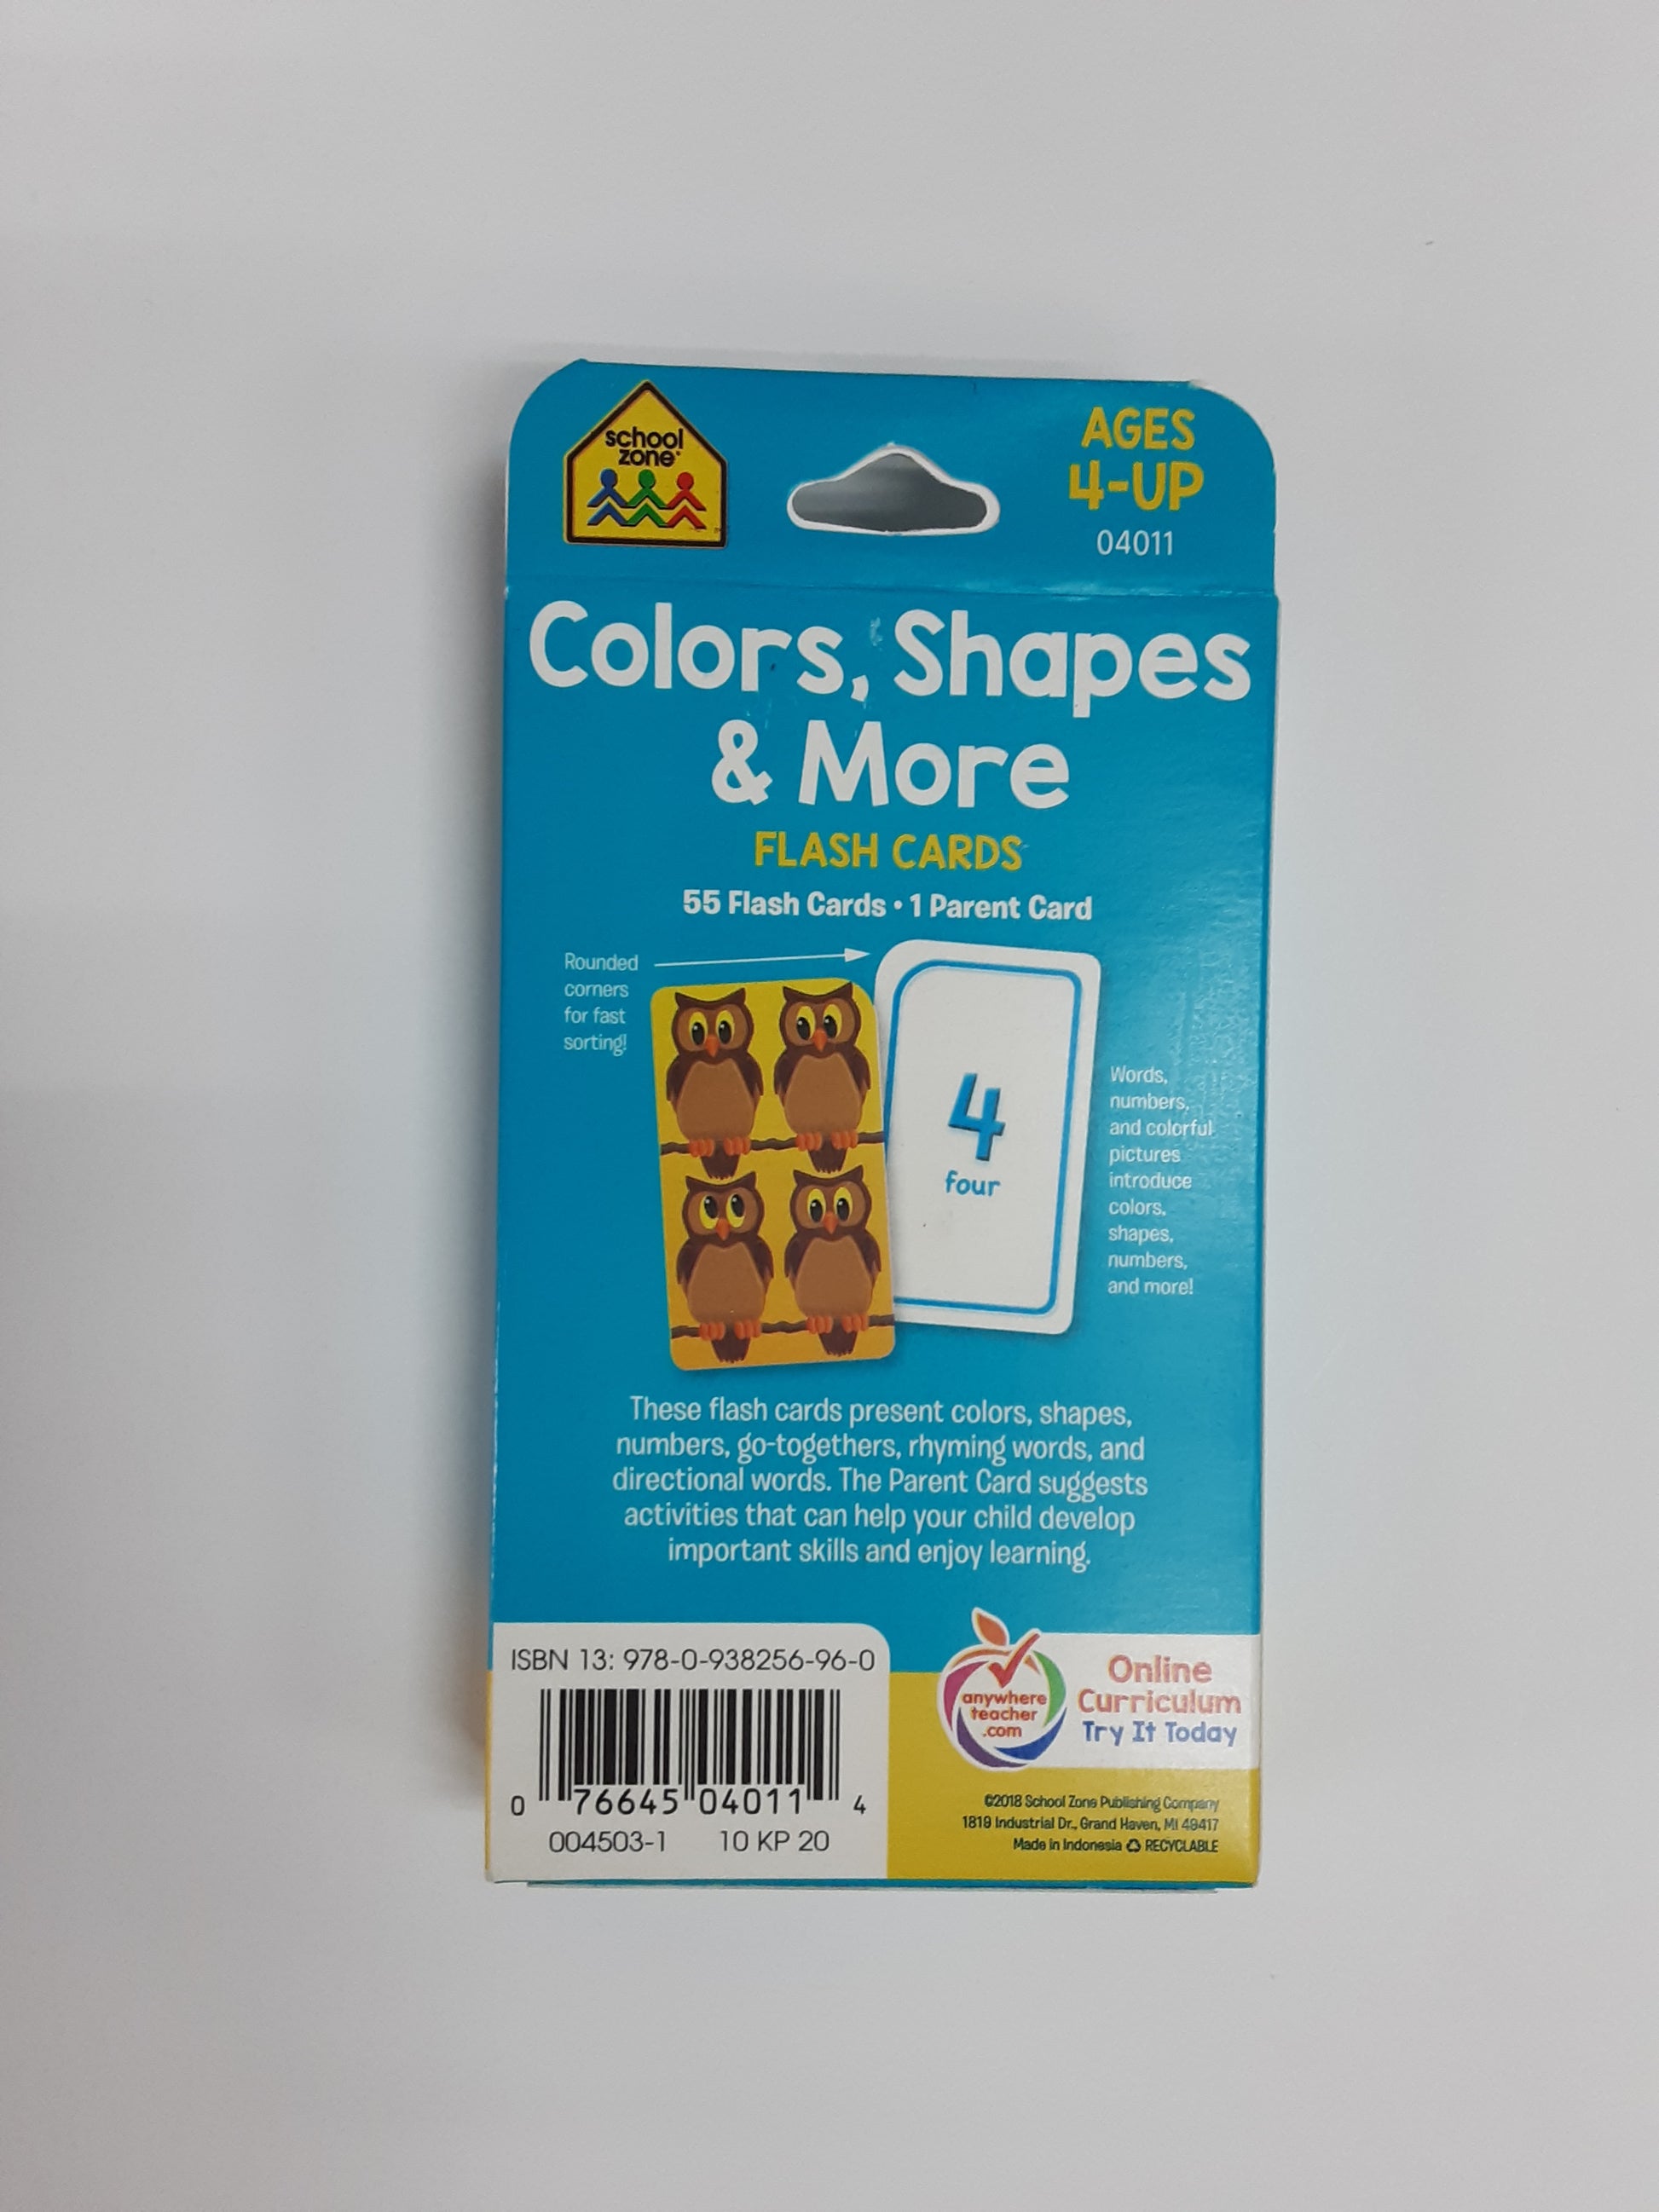 school
zone®
AGES
4-UP
04011
Colors, Shapes
& More
FLASH CARDS
55 Flash Cards • 1 Parent Card
Rounded
corners
for fast
sorting!
4
four
Words,
numbers,
and colorful
pictures
introduce
colors,
shapes,
numbers,
and more!
These flash cards present colors, shapes,
numbers, go-togethers, rhyming words, and
directional words. The Parent Card suggests
activities that can help your child develop
important skills and enjoy learning.
ISBN 13: 978-0-938256-96-0
0 76645 04011 4
004503-1 10 KP 20
anywhere
teacher
.com
Online
Curriculum
Try It Today
©2018 School Zone Publishing Company
1819 Industrial Dr., Grand Haven, MI 49417
Made in Indonesia ♻ RECYCLABLE